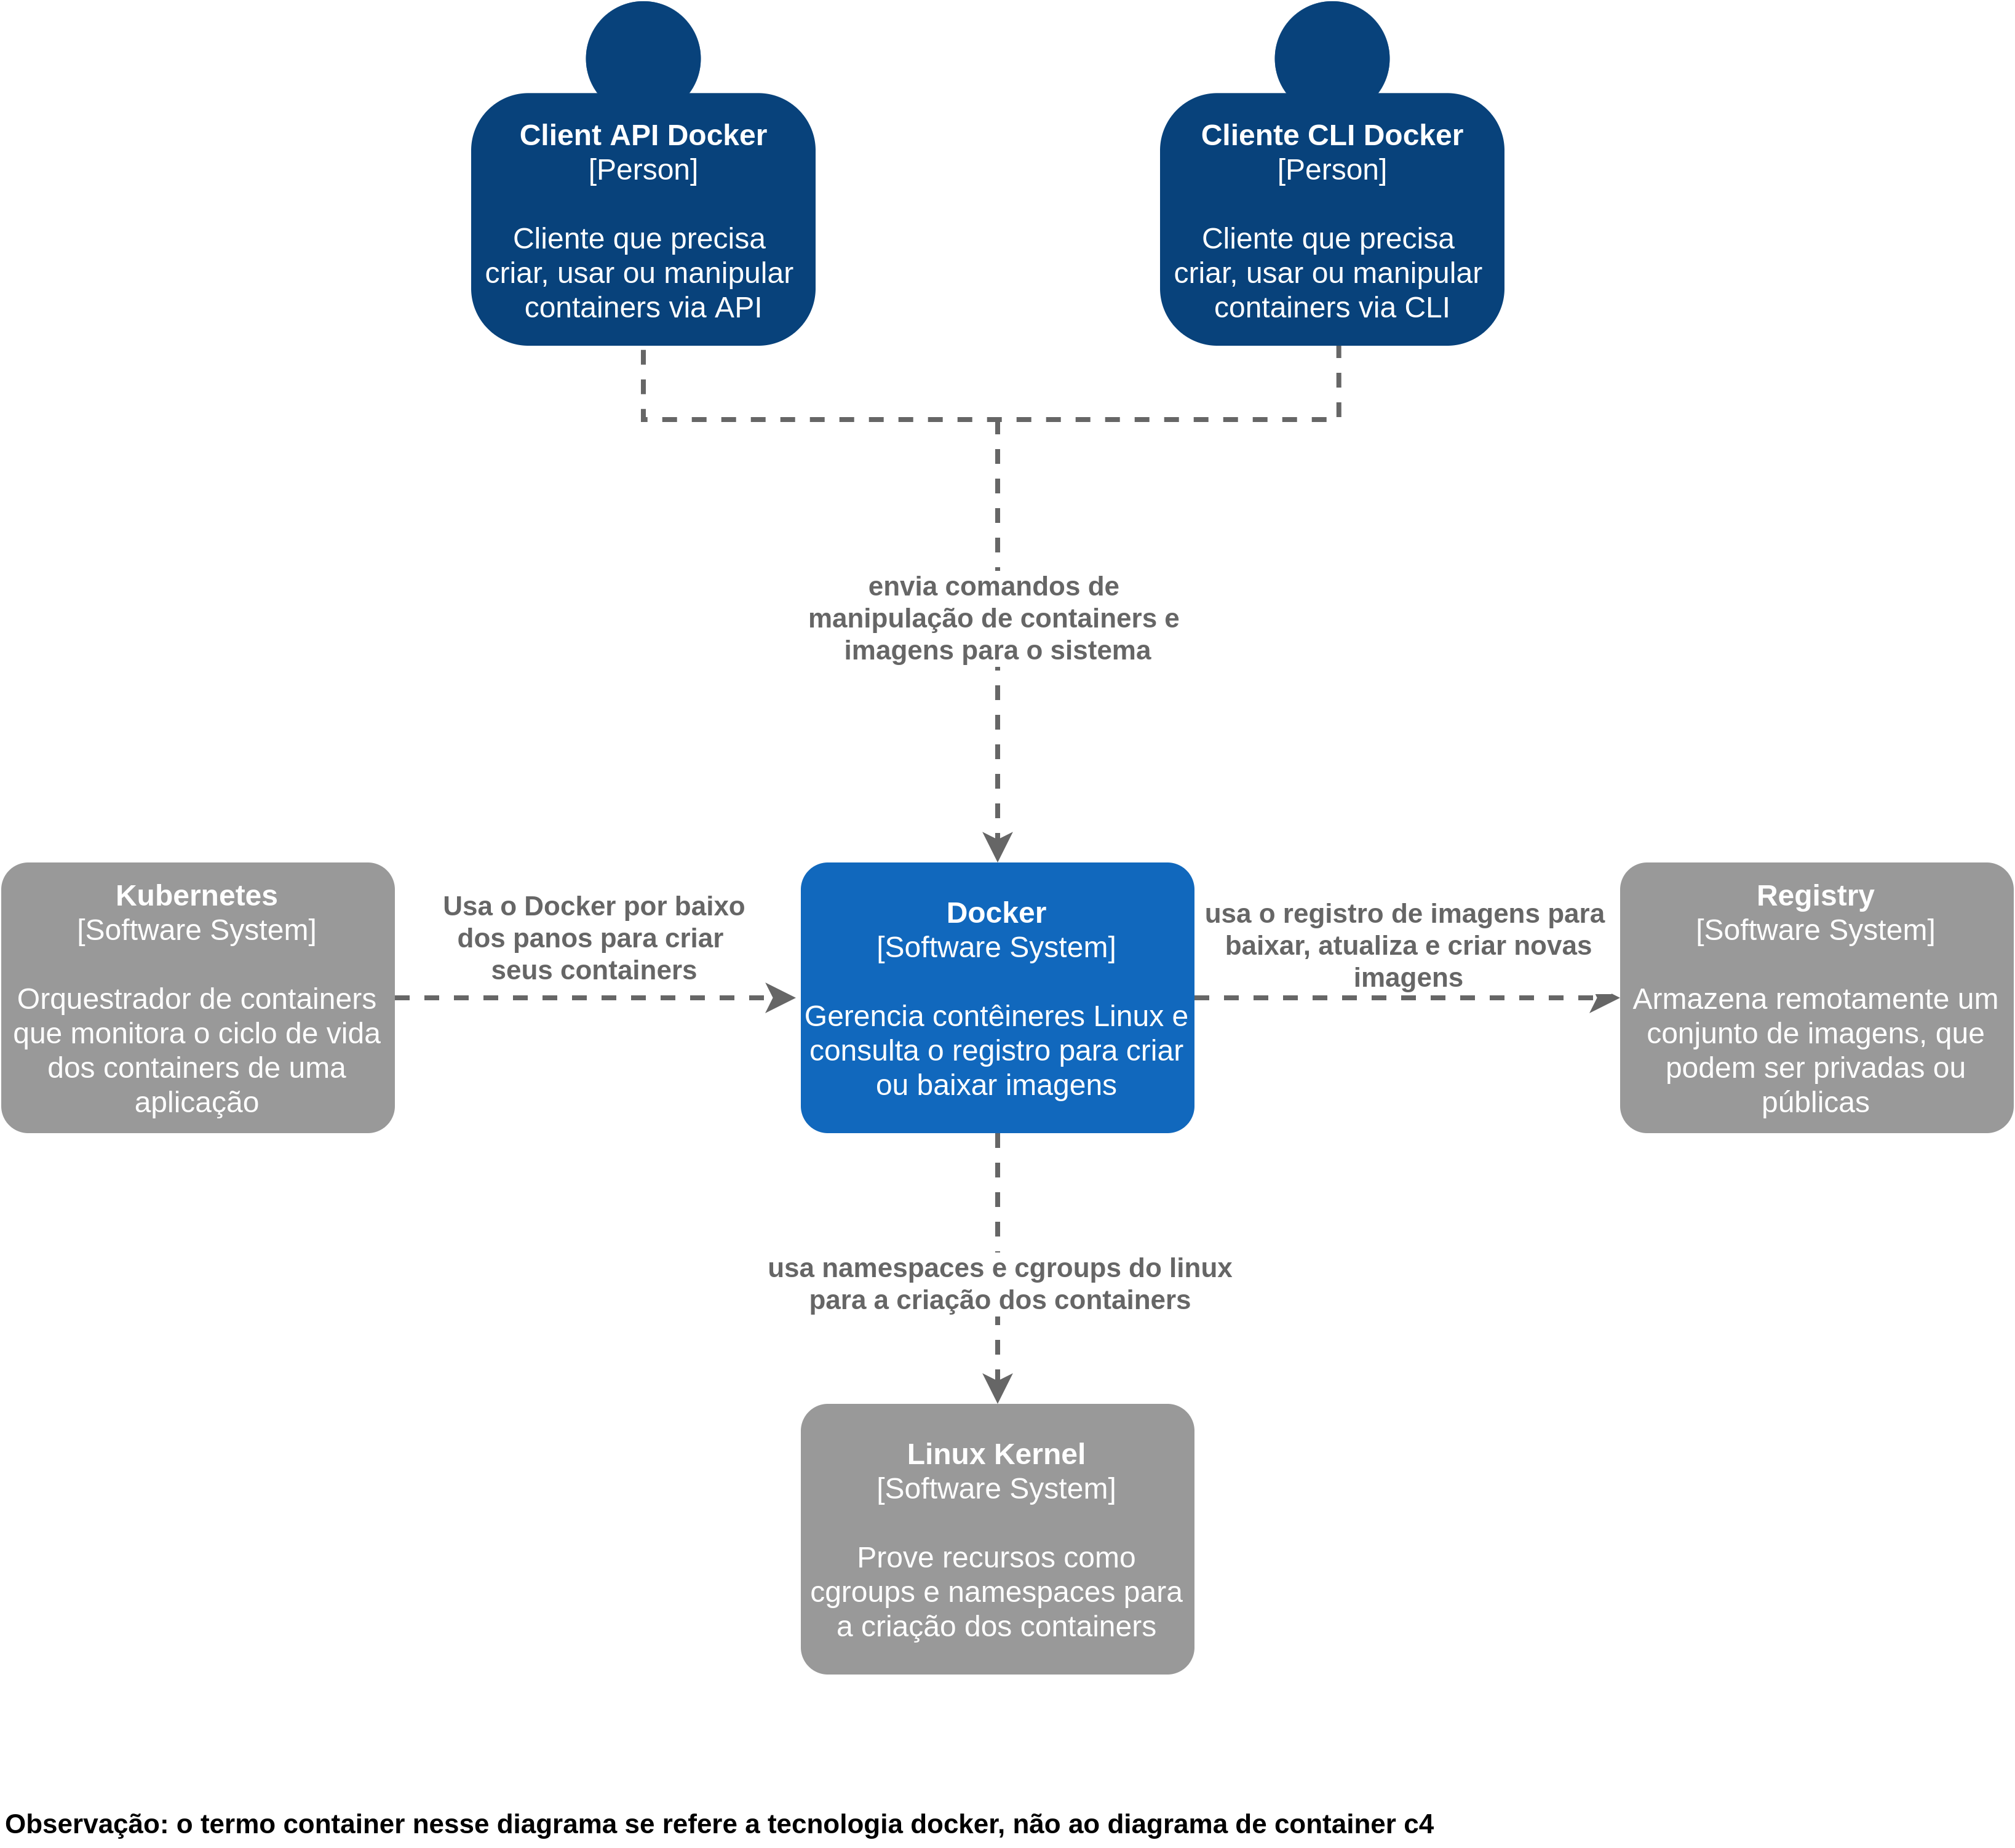 Client API Docker
[Person]
Cliente que precisa
criar, usar ou manipular
containers via API
Cliente CLI Docker
[Person]
Cliente que precisa
criar, usar ou manipular
containers via CLI
envia comandos de
manipulação de containers e
imagens para o sistema
Kubernetes
[Software System]
Orquestrador de containers
que monitora o ciclo de vida
dos containers de uma
aplicação
Usa o Docker por baixo
dos panos para criar
seus containers
Docker
[Software System]
Gerencia contêineres Linux e
consulta o registro para criar
ou baixar imagens
usa o registro de imagens para
baixar, atualiza e criar novas
imagens
Registry
[Software System]
Armazena remotamente um
conjunto de imagens, que
podem ser privadas ou
públicas
usa namespaces e cgroups do linux
para a criação dos containers
Linux Kernel
[Software System]
Prove recursos como
cgroups e namespaces para
a criação dos containers
Observação: o termo container nesse diagrama se refere a tecnologia docker, não ao diagrama de container c4